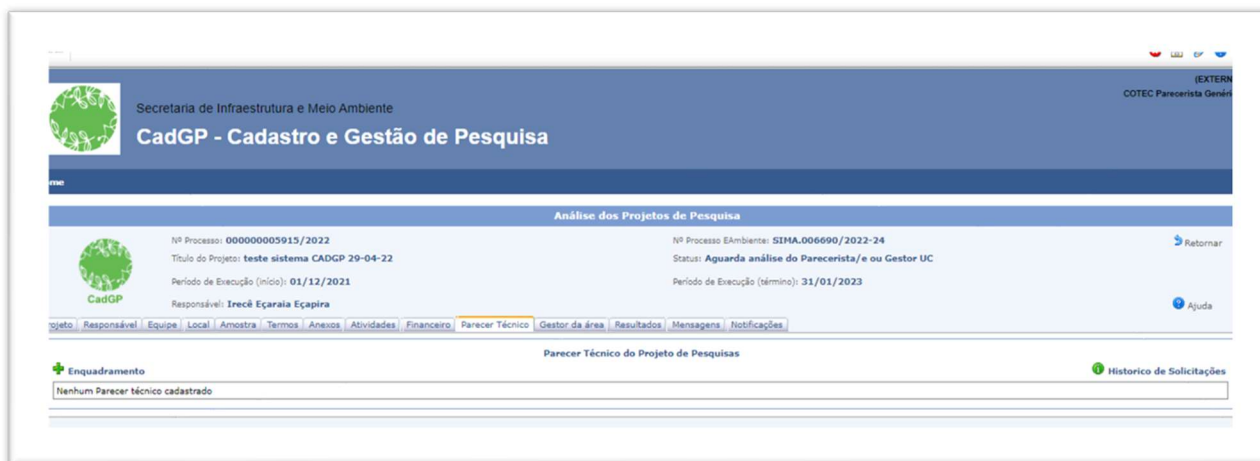 (EXTERN
COTEC Parecerista Genéri
Secretaria de Infraestrutura e Meio Ambiente
CadGP - Cadastro e Gestão de Pesquisa
ome
Análise dos Projetos de Pesquisa
Nº Processo: 000000005915/2022
Nº Processo EAmbiente: SIMA.006690/2022-24
Retornar
Título do Projeto: teste sistema CADGP 29-04-22
Status: Aguarda análise do Parecerista/e ou Gestor UC
Período de Execução (início): 01/12/2021
Período de Execução (término): 31/01/2023
CadGP
Responsável: Irecê Eçaraia Eçapira
Ajuda
rojeto Responsável Equipe Local Amostra Termos Anexos Atividades Financeiro Parecer Técnico Gestor da área Resultados Mensagens Notificações
Parecer Técnico do Projeto de Pesquisas
Enquadramento
Historico de Solicitações
Nenhum Parecer técnico cadastrado